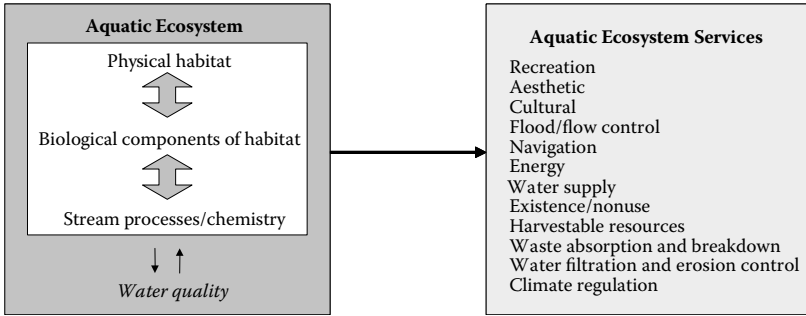 Aquatic Ecosystem
Physical habitat
Biological components of habitat
Stream processes/chemistry
Water quality
Aquatic Ecosystem Services
Recreation
Aesthetic
Cultural
Flood/flow control
Navigation
Energy
Water supply
Existence/nonuse
Harvestable resources
Waste absorption and breakdown
Water filtration and erosion control
Climate regulation